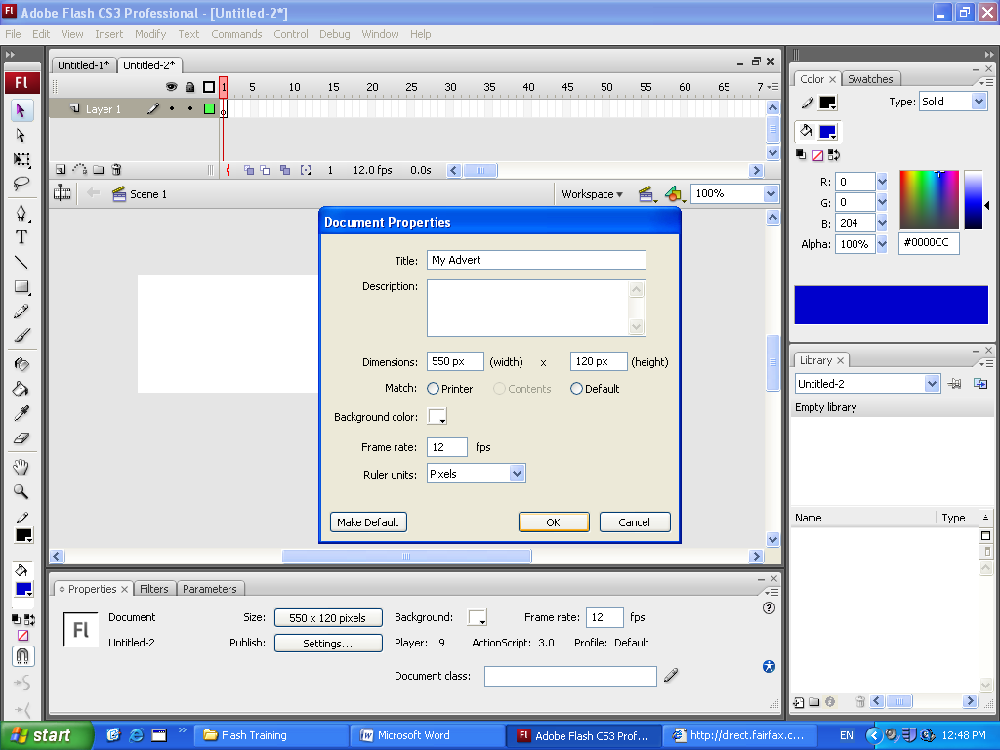 Adobe Flash CS3 Professional - [Untitled-2*]
File Edit View Insert Modify Text Commands Control Debug Window Help
Untitled-1* Untitled-2*
1 5 10 15 20 25 30 35 40 45 50 55 60 65 7
Layer 1
1 12.0 fps 0.0s
Scene 1 Workspace 100%
Fl
T
Document Properties
Title: My Advert
Description:
Dimensions: 550 px (width) x 120 px (height)
Match: Printer Contents Default
Background color:
Frame rate: 12 fps
Ruler units: Pixels
Make Default OK Cancel
Color Swatches
Type: Solid
R: 0
G: 0
B: 204
Alpha: 100% #0000CC
Library
Untitled-2
Empty library
Name Type
Properties Filters Parameters
Fl Document Size: 550 x 120 pixels Background: Frame rate: 12 fps
Untitled-2 Publish: Settings... Player: 9 ActionScript: 3.0 Profile: Default
Document class:
start Flash Training Microsoft Word Adobe Flash CS3 Prof... http://direct.fairfax.c... EN 12:48 PM